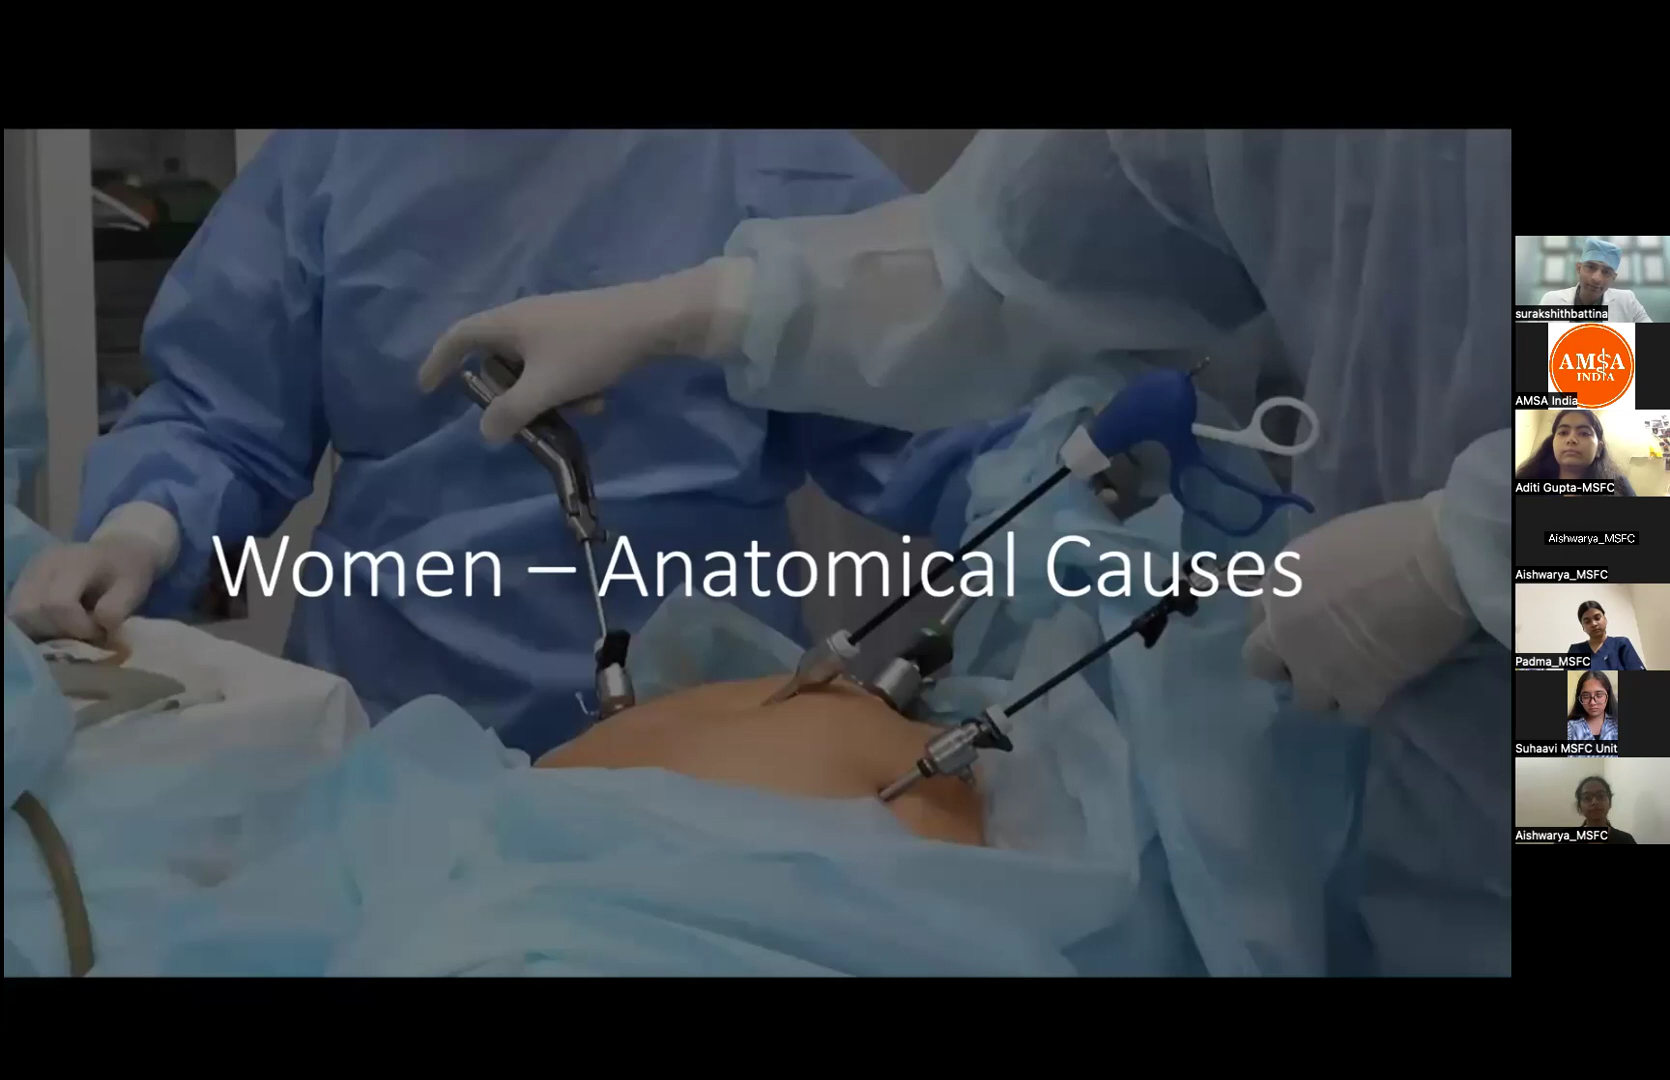 Women – Anatomical Causes
surakshithbattina
AMSA
INDIA
AMSA India
Aditi Gupta-MSFC
Aishwarya_MSFC
Aishwarya_MSFC
Padma_MSFC
Suhaavi MSFC Unit
Aishwarya_MSFC